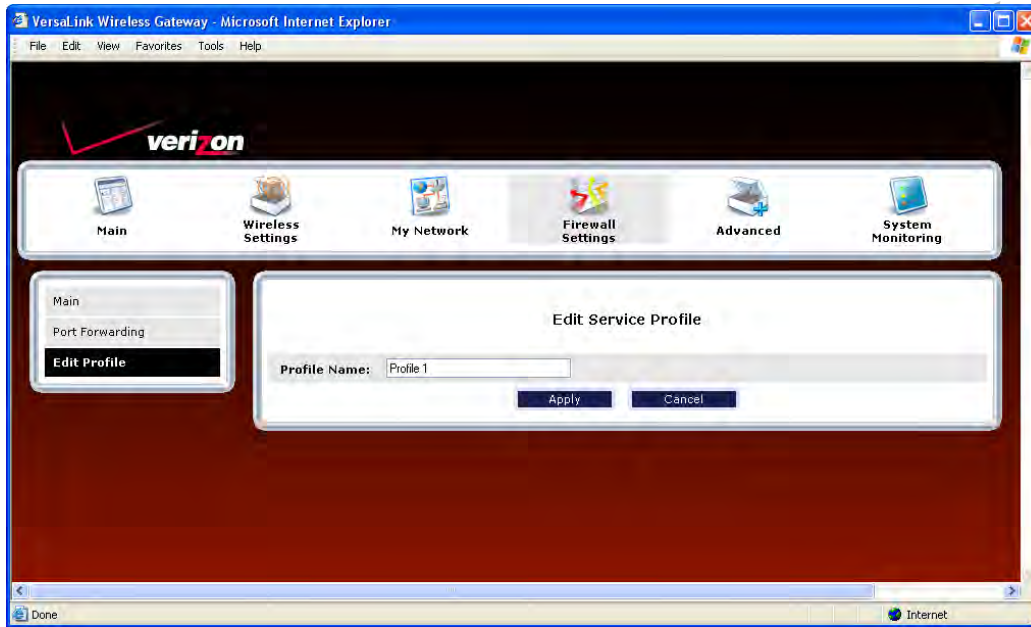 VersaLink Wireless Gateway - Microsoft Internet Explorer
File Edit View Favorites Tools Help
verizon
Main
Wireless Settings
My Network
Firewall Settings
Advanced
System Monitoring
Main
Port Forwarding
Edit Profile
Edit Service Profile
Profile Name: Profile 1
Apply Cancel
Done Internet